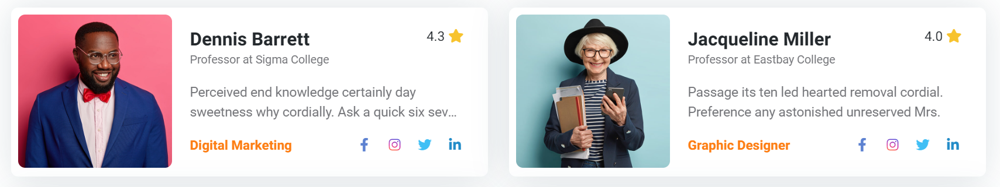 Dennis Barrett
4.3
Professor at Sigma College
Perceived end knowledge certainly day
sweetness why cordially. Ask a quick six sev...
Digital Marketing
Jacqueline Miller
4.0
Professor at Eastbay College
Passage its ten led hearted removal cordial.
Preference any astonished unreserved Mrs.
Graphic Designer